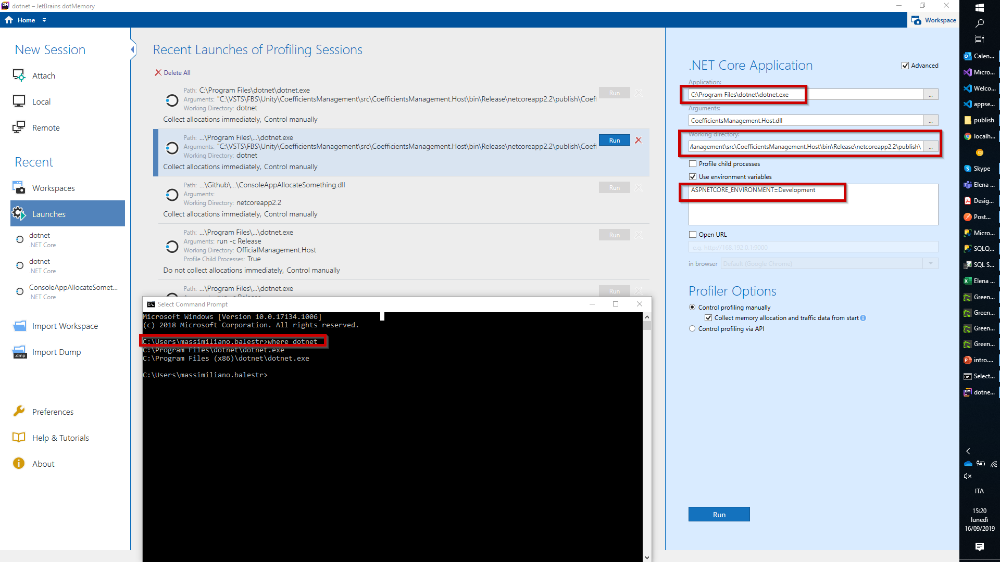 dotnet – JetBrains dotMemory
Home
Workspace
New Session
Attach
Local
Remote
Recent
Workspaces
Launches
dotnet
.NET Core
dotnet
.NET Core
ConsoleAppAllocateSomet...
.NET Core
Import Workspace
.dmp
Import Dump
Preferences
Help & Tutorials
About
Recent Launches of Profiling Sessions
Delete All
Path: C:\Program Files\dotnet\dotnet.exe
Arguments: "C:\VSTS\FBS\Unity\CoefficientsManagement\src\CoefficientsManagement.Host\bin\Release\netcoreapp2.2\publish\Coeff
Working Directory: dotnet
Collect allocations immediately, Control manually
Run
Path: ...\Program Files\...\dotnet.exe
Arguments: "C:\VSTS\FBS\Unity\CoefficientsManagement\src\CoefficientsManagement.Host\bin\Release\netcoreapp2.2\publish\Coeff
Working Directory: dotnet
Collect allocations immediately, Control manually
Run
Path: ...\Github\...\ConsoleAppAllocateSomething.dll
Arguments:
Working Directory: netcoreapp2.2
Collect allocations immediately, Control manually
Run
Path: ...\Program Files\...\dotnet.exe
Arguments: run -c Release
Working Directory: OfficialManagement.Host
Profile Child Processes: True
Do not collect allocations immediately, Control manually
Run
Path: ...\Program Files\...\dotnet.exe
Run
Select Command Prompt
Microsoft Windows [Version 10.0.17134.1006]
(c) 2018 Microsoft Corporation. All rights reserved.
C:\Users\massimiliano.balestr>where dotnet
C:\Program Files\dotnet\dotnet.exe
C:\Program Files (x86)\dotnet\dotnet.exe
C:\Users\massimiliano.balestr>
.NET Core Application
Advanced
Application:
C:\Program Files\dotnet\dotnet.exe
...
Arguments:
CoefficientsManagement.Host.dll
...
Working directory:
Management\src\CoefficientsManagement.Host\bin\Release\netcoreapp2.2\publish\
...
Profile child processes
Use environment variables
ASPNETCORE_ENVIRONMENT=Development
Open URL
e.q. http://168.192.0.1:9000
in browser
Default (Google Chrome)
Profiler Options
Control profiling manually
Collect memory allocation and traffic data from start
Control profiling via API
Run
Calen...
Micro...
Welco...
appse...
publish
localh...
Skype
Elena ...
Desig...
Post...
Micro...
SQLQ...
SQL S...
Elena ...
Green...
Green...
Green...
Green...
intro....
Select...
dotne...
ITA
15:20
lunedì
16/09/2019